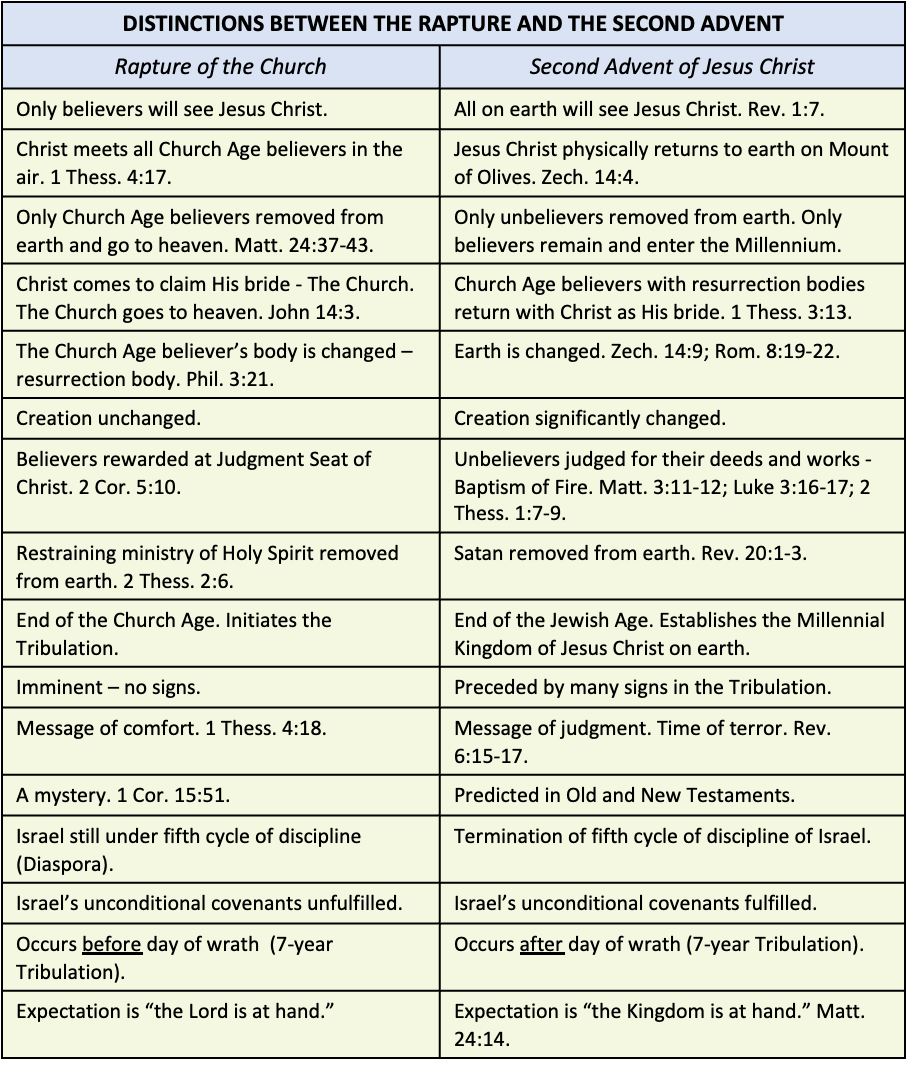 DISTINCTIONS BETWEEN THE RAPTURE AND THE SECOND ADVENT
Rapture of the Church
Second Advent of Jesus Christ
Only believers will see Jesus Christ.
All on earth will see Jesus Christ. Rev. 1:7.
Christ meets all Church Age believers in the
air. 1 Thess. 4:17.
Jesus Christ physically returns to earth on Mount
of Olives. Zech. 14:4.
Only Church Age believers removed from
earth and go to heaven. Matt. 24:37-43.
Only unbelievers removed from earth. Only
believers remain and enter the Millennium.
Christ comes to claim His bride - The Church.
The Church goes to heaven. John 14:3.
Church Age believers with resurrection bodies
return with Christ as His bride. 1 Thess. 3:13.
The Church Age believer’s body is changed –
resurrection body. Phil. 3:21.
Earth is changed. Zech. 14:9; Rom. 8:19-22.
Creation unchanged.
Creation significantly changed.
Believers rewarded at Judgment Seat of
Christ. 2 Cor. 5:10.
Unbelievers judged for their deeds and works -
Baptism of Fire. Matt. 3:11-12; Luke 3:16-17; 2
Thess. 1:7-9.
Restraining ministry of Holy Spirit removed
from earth. 2 Thess. 2:6.
Satan removed from earth. Rev. 20:1-3.
End of the Church Age. Initiates the
Tribulation.
End of the Jewish Age. Establishes the Millennial
Kingdom of Jesus Christ on earth.
Imminent – no signs.
Preceded by many signs in the Tribulation.
Message of comfort. 1 Thess. 4:18.
Message of judgment. Time of terror. Rev.
6:15-17.
A mystery. 1 Cor. 15:51.
Predicted in Old and New Testaments.
Israel still under fifth cycle of discipline
(Diaspora).
Termination of fifth cycle of discipline of Israel.
Israel’s unconditional covenants unfulfilled.
Israel’s unconditional covenants fulfilled.
Occurs before day of wrath (7-year
Tribulation).
Occurs after day of wrath (7-year Tribulation).
Expectation is “the Lord is at hand.”
Expectation is “the Kingdom is at hand.” Matt.
24:14.